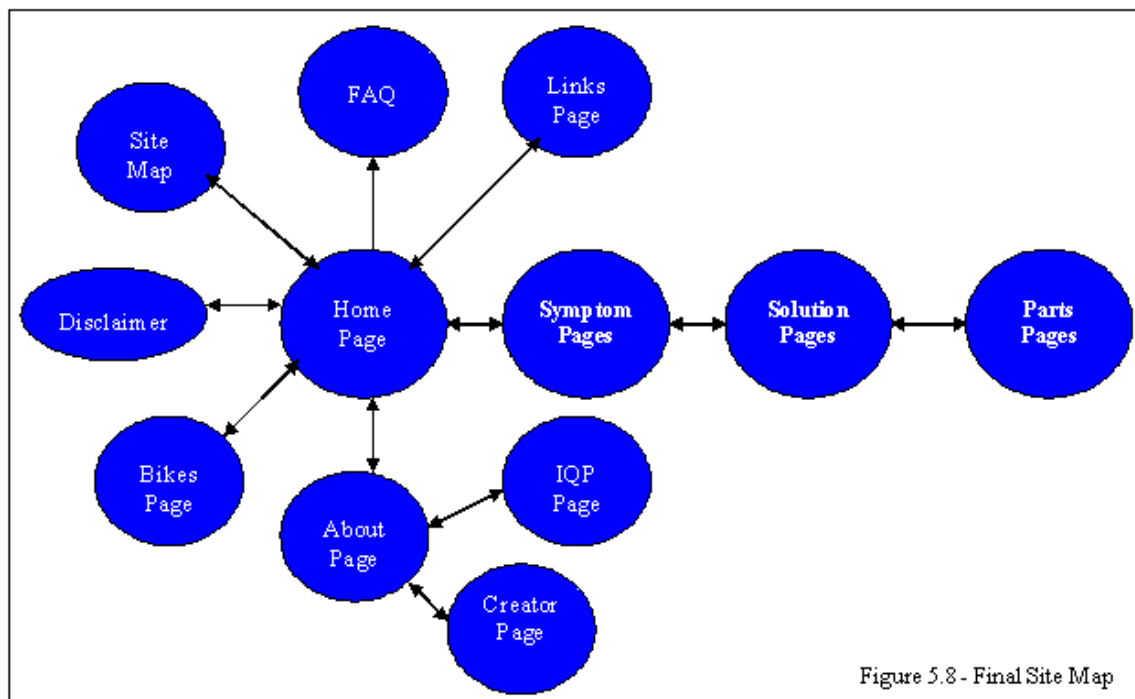 FAQ
Links
Page
Site
Map
Disclaimer
Home
Page
Symptom
Pages
Solution
Pages
Parts
Pages
Bikes
Page
About
Page
IQP
Page
Creator
Page
Figure 5.8 - Final Site Map